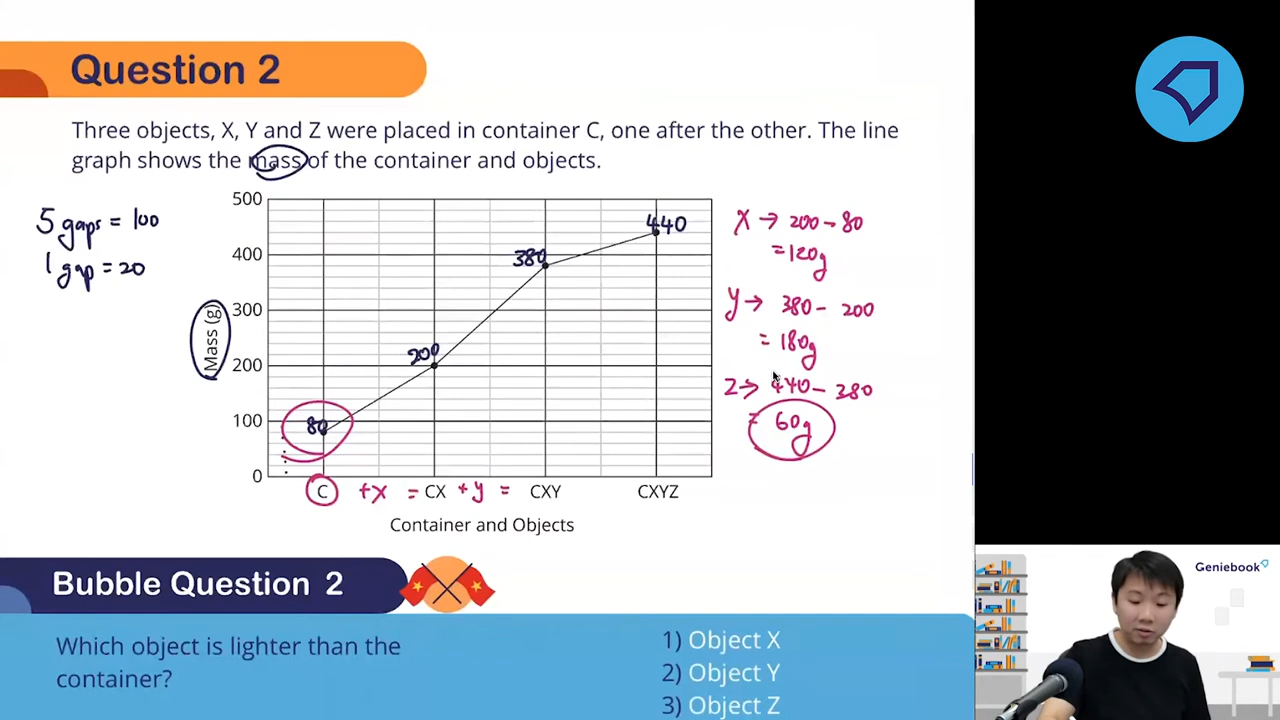 Question 2
Three objects, X, Y and Z were placed in container C, one after the other. The line
graph shows the mass of the container and objects.
5 gaps = 100
1 gap = 20
500
400
300
200
100
0
Mass (g)
80
200
380
440
C +X = CX +y = CXY CXYZ
Container and Objects
X → 200 - 80
= 120g
Y → 380 - 200
= 180g
Z → 440 - 380
= 60g
Bubble Question 2
Which object is lighter than the
container?
1) Object X
2) Object Y
3) Object Z
Geniebook